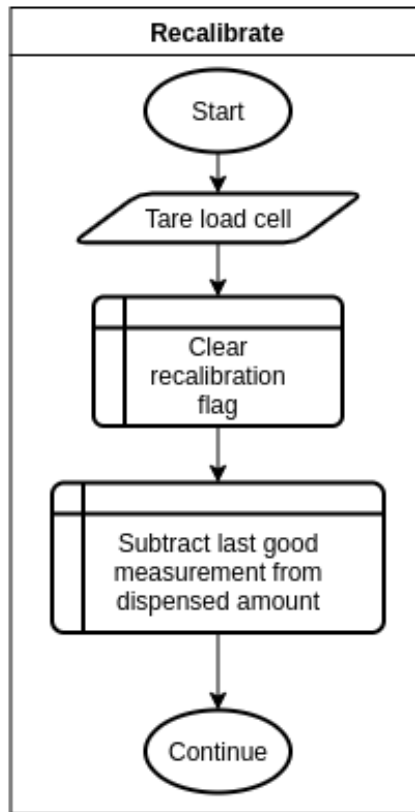 Recalibrate
Start
Tare load cell
Clear
recalibration
flag
Subtract last good
measurement from
dispensed amount
Continue